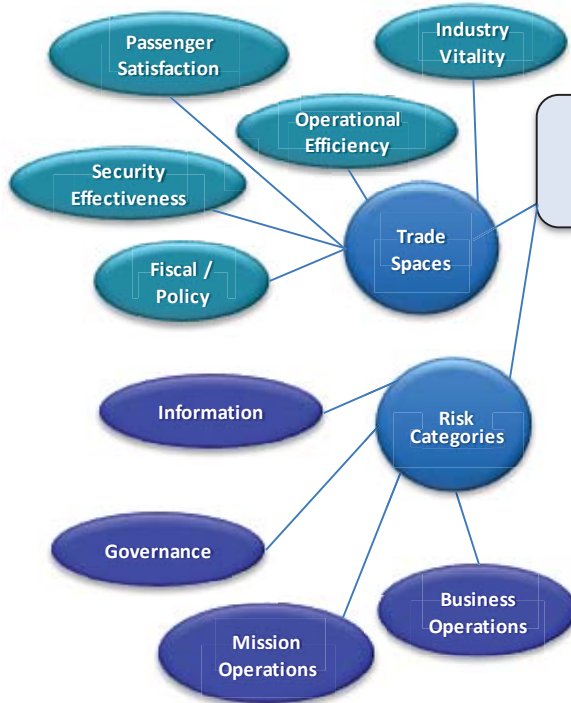 Passenger
Satisfaction
Industry
Vitality
Operational
Efficiency
Security
Effectiveness
Trade
Spaces
Fiscal /
Policy
Information
Risk
Categories
Governance
Business
Operations
Mission
Operations